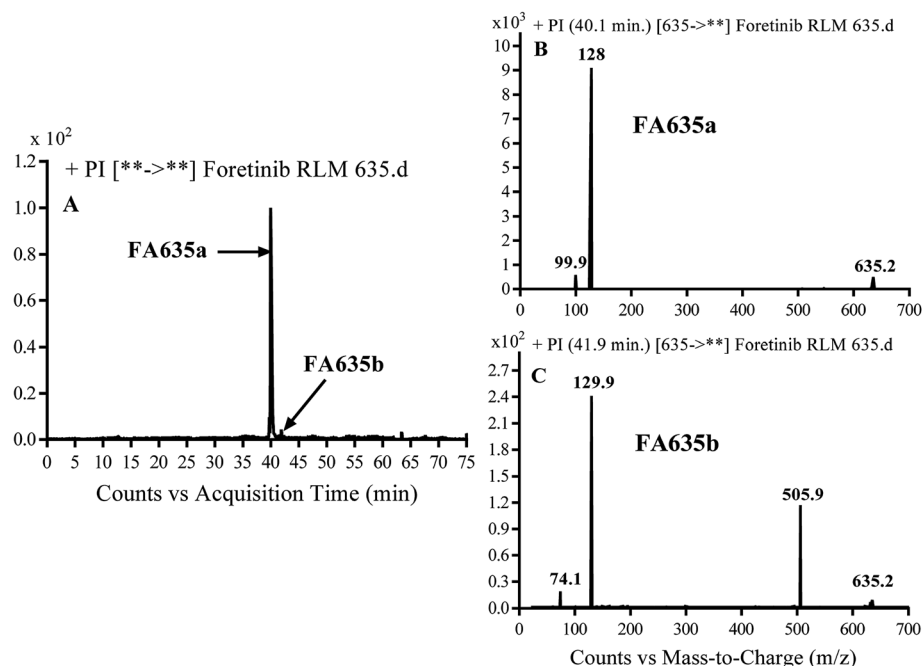 x 10²
+ PI [**->**] Foretinib RLM 635.d
A
1.2
1.0
0.8
0.6
0.4
0.2
0.0
FA635a
FA635b
0 5 10 15 20 25 30 35 40 45 50 55 60 65 70 75
Counts vs Acquisition Time (min)
x10³ + PI (40.1 min.) [635->**] Foretinib RLM 635.d
B
10
9
8
7
6
5
4
3
2
1
0
128
FA635a
99.9
635.2
0 100 200 300 400 500 600 700
x10² + PI (41.9 min.) [635->**] Foretinib RLM 635.d
C
2.7
2.4
2.1
1.8
1.5
1.2
0.9
0.6
0.3
0.0
129.9
FA635b
505.9
74.1
635.2
0 100 200 300 400 500 600 700
Counts vs Mass-to-Charge (m/z)